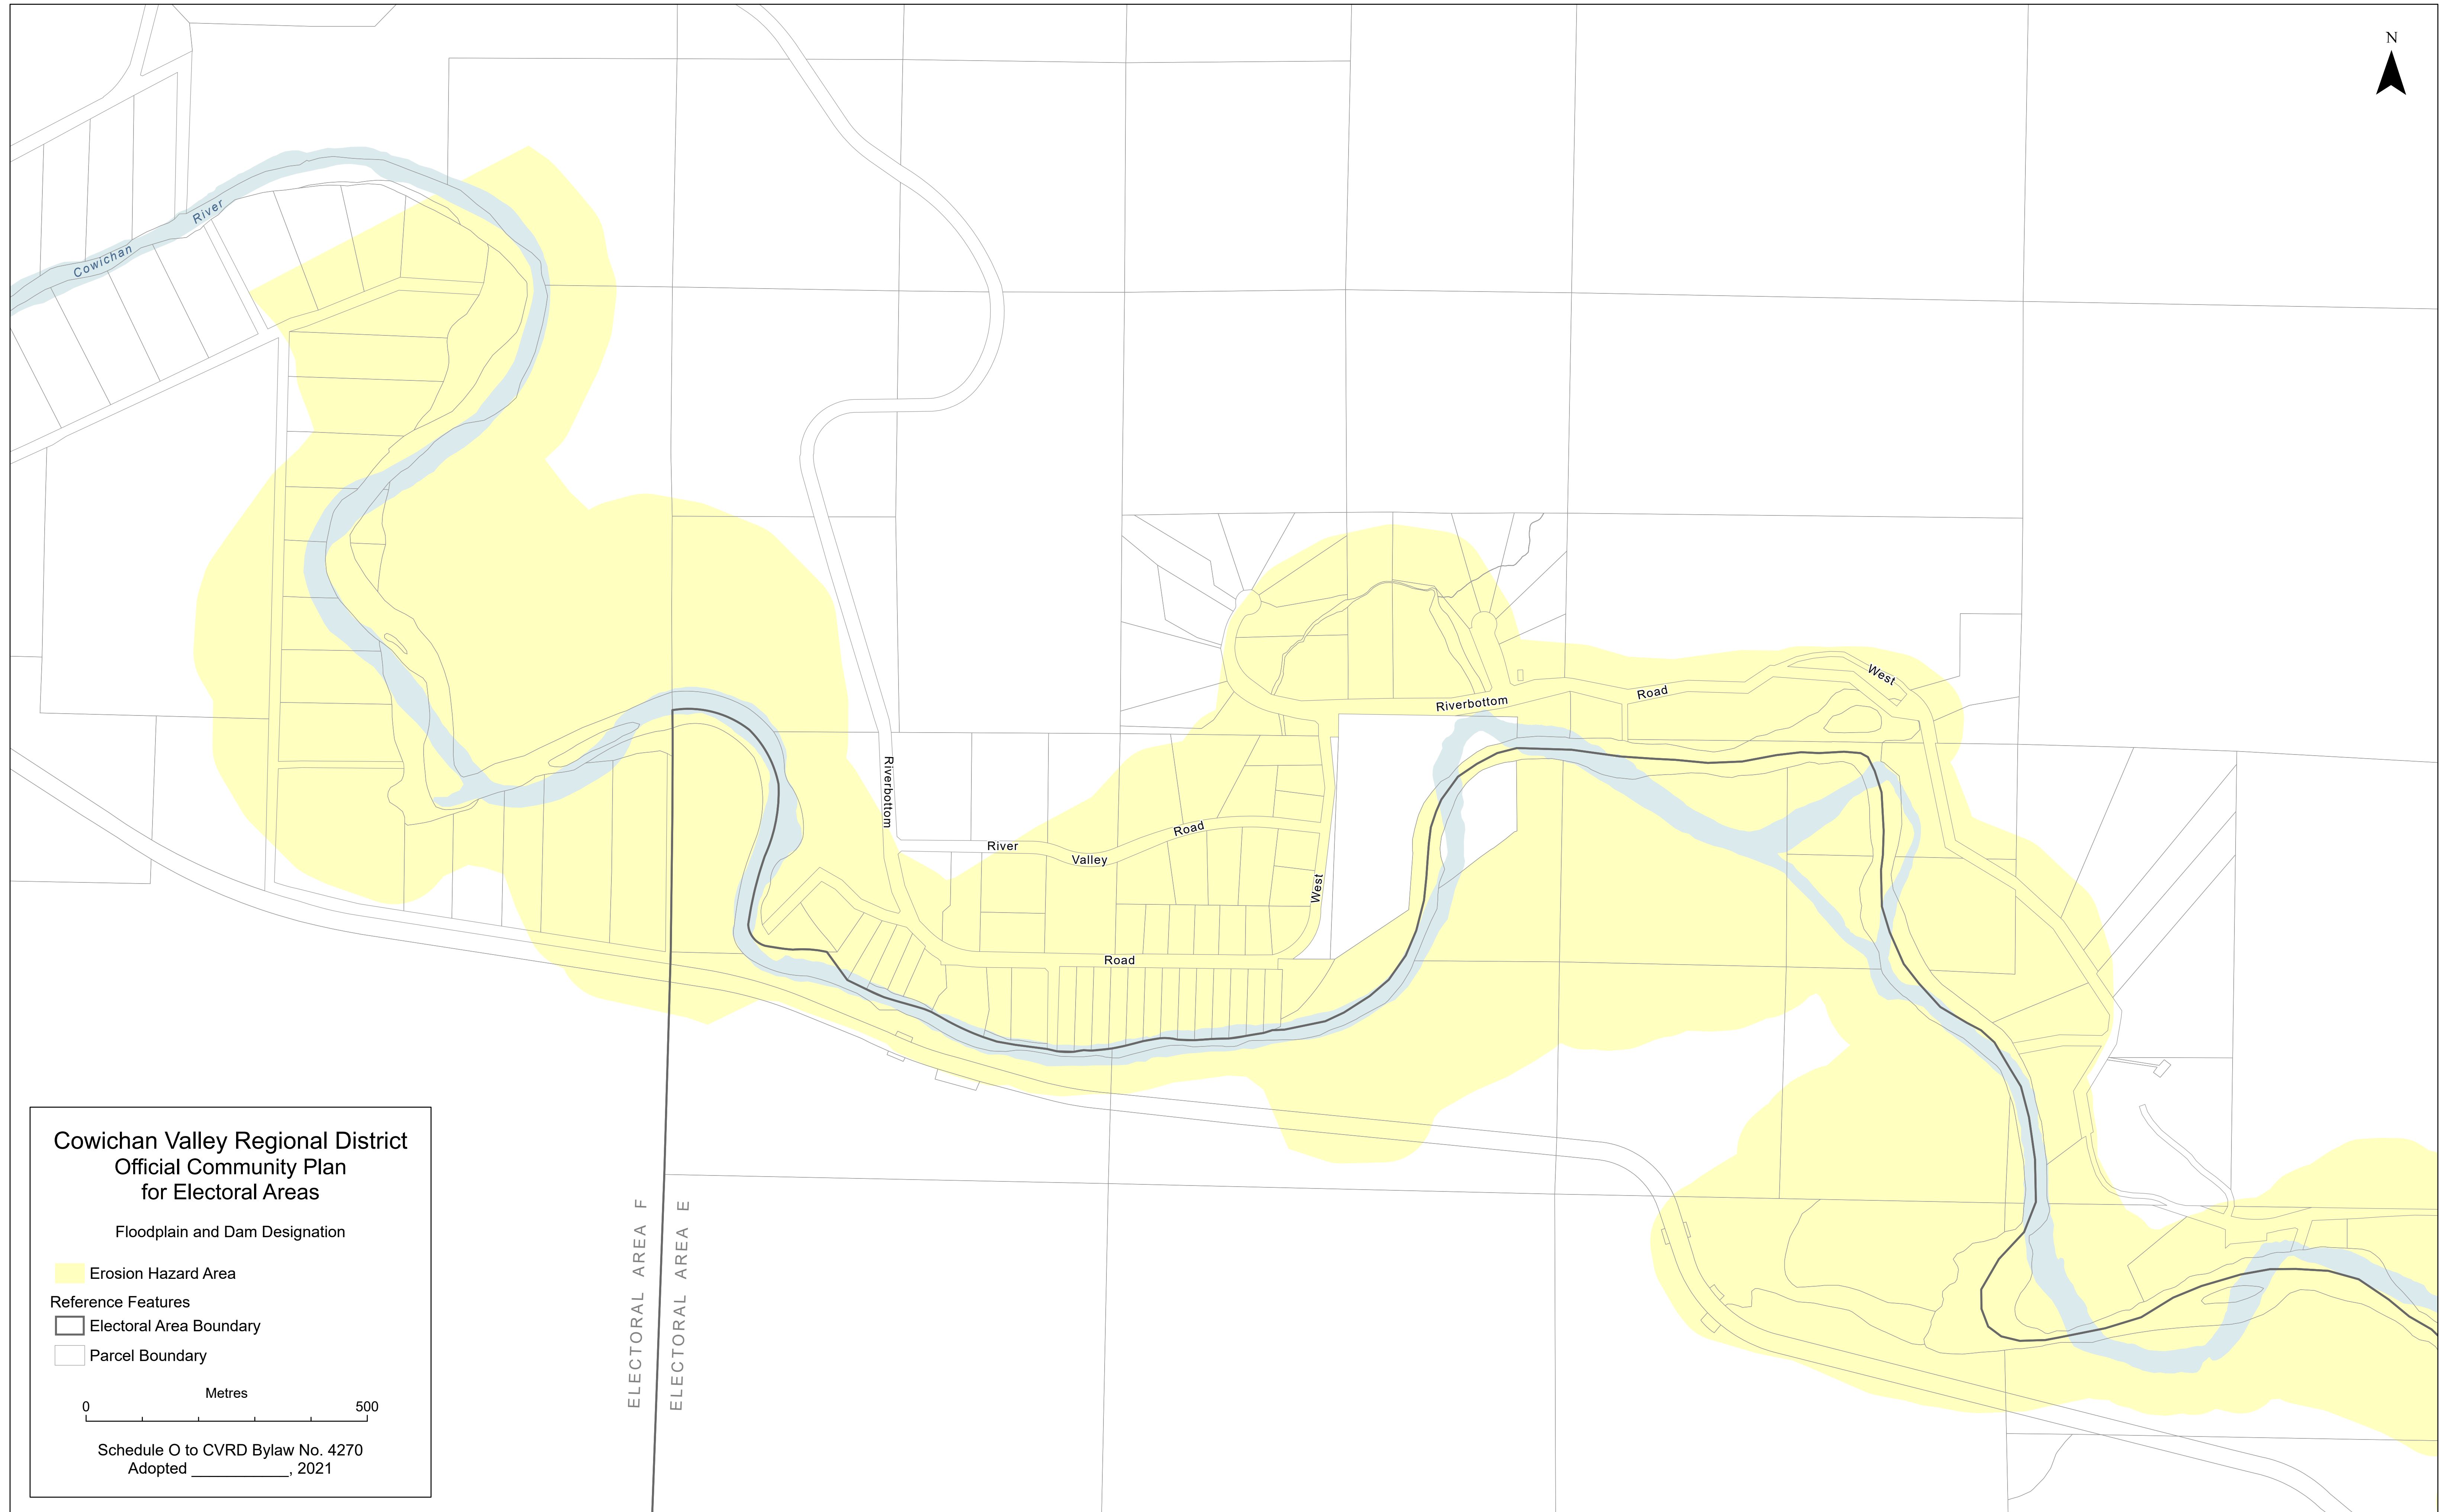 N
River
Cowichan
West
Road
Riverbottom
Riverbottom
Road
River
Valley
West
Road
ELECTORAL AREA F
ELECTORAL AREA E
Cowichan Valley Regional District
Official Community Plan
for Electoral Areas
Floodplain and Dam Designation
Erosion Hazard Area
Reference Features
Electoral Area Boundary
Parcel Boundary
Metres
0 500
Schedule O to CVRD Bylaw No. 4270
Adopted ___________, 2021